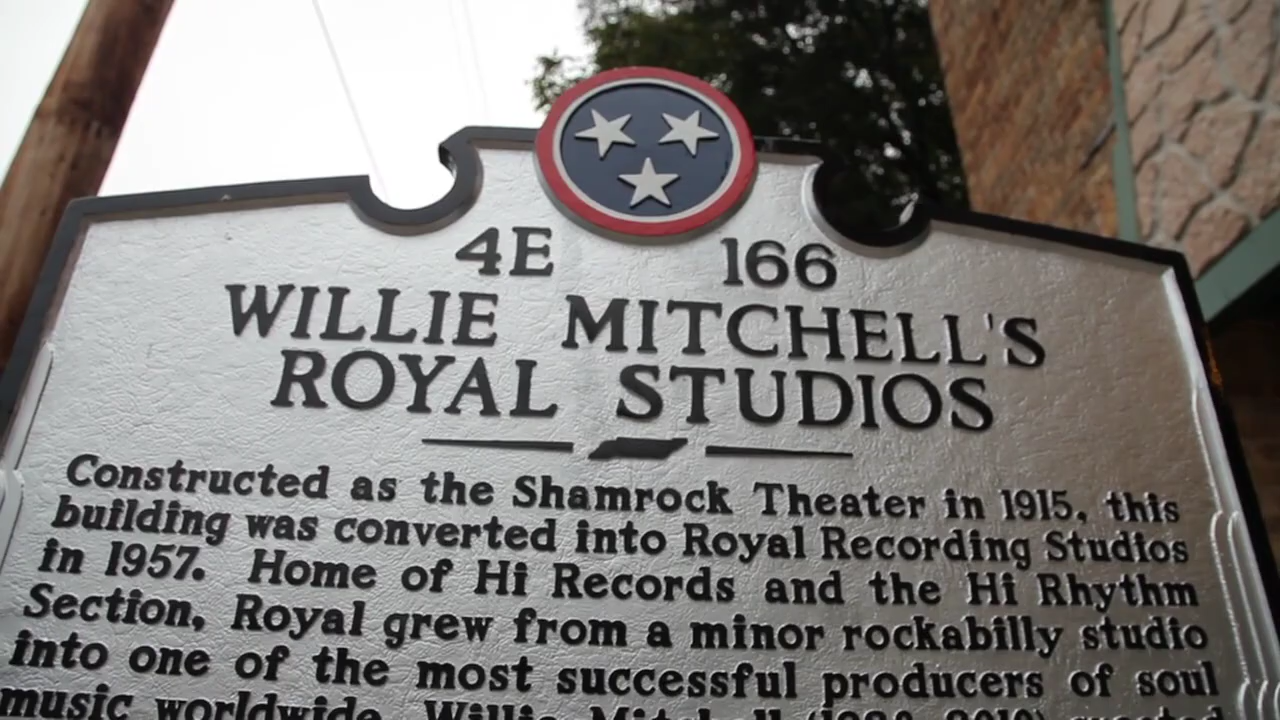 4E 166
WILLIE MITCHELL'S
ROYAL STUDIOS
Constructed as the Shamrock Theater in 1915, this
building was converted into Royal Recording Studios
in 1957. Home of Hi Records and the Hi Rhythm
Section, Royal grew from a minor rockabilly studio
into one of the most successful producers of soul
music worldwide. Willie Mitchell